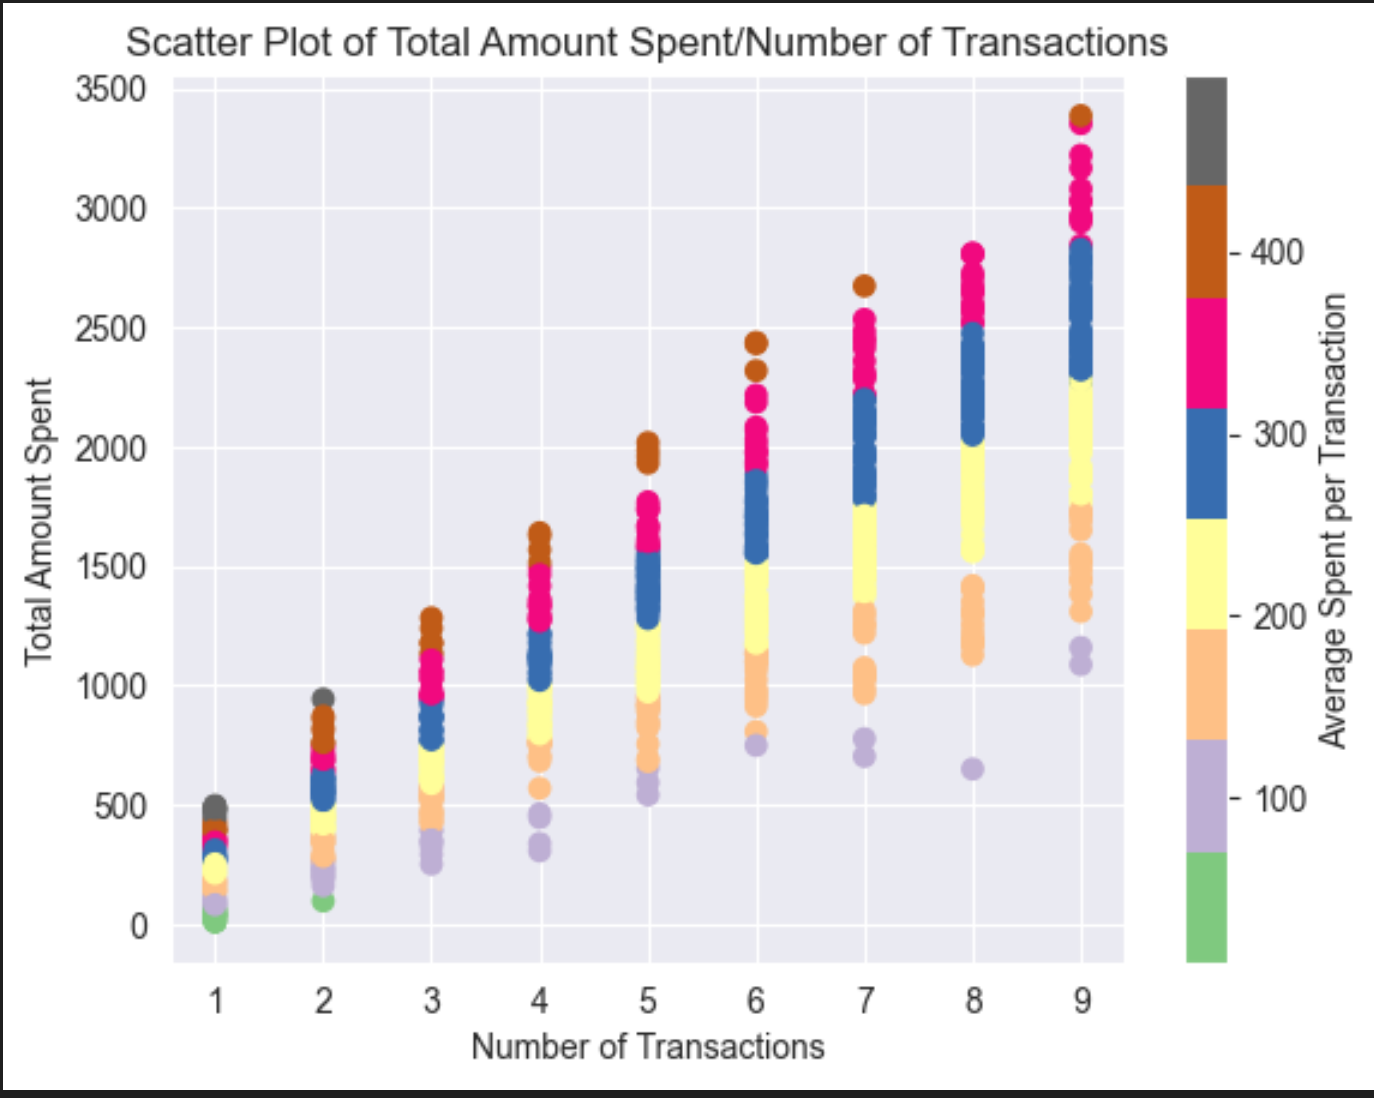 Scatter Plot of Total Amount Spent/Number of Transactions
3500
3000
2500
2000
1500
1000
500
0
Total Amount Spent
1 2 3 4 5 6 7 8 9
Number of Transactions
400
300
200
100
Average Spent per Transaction